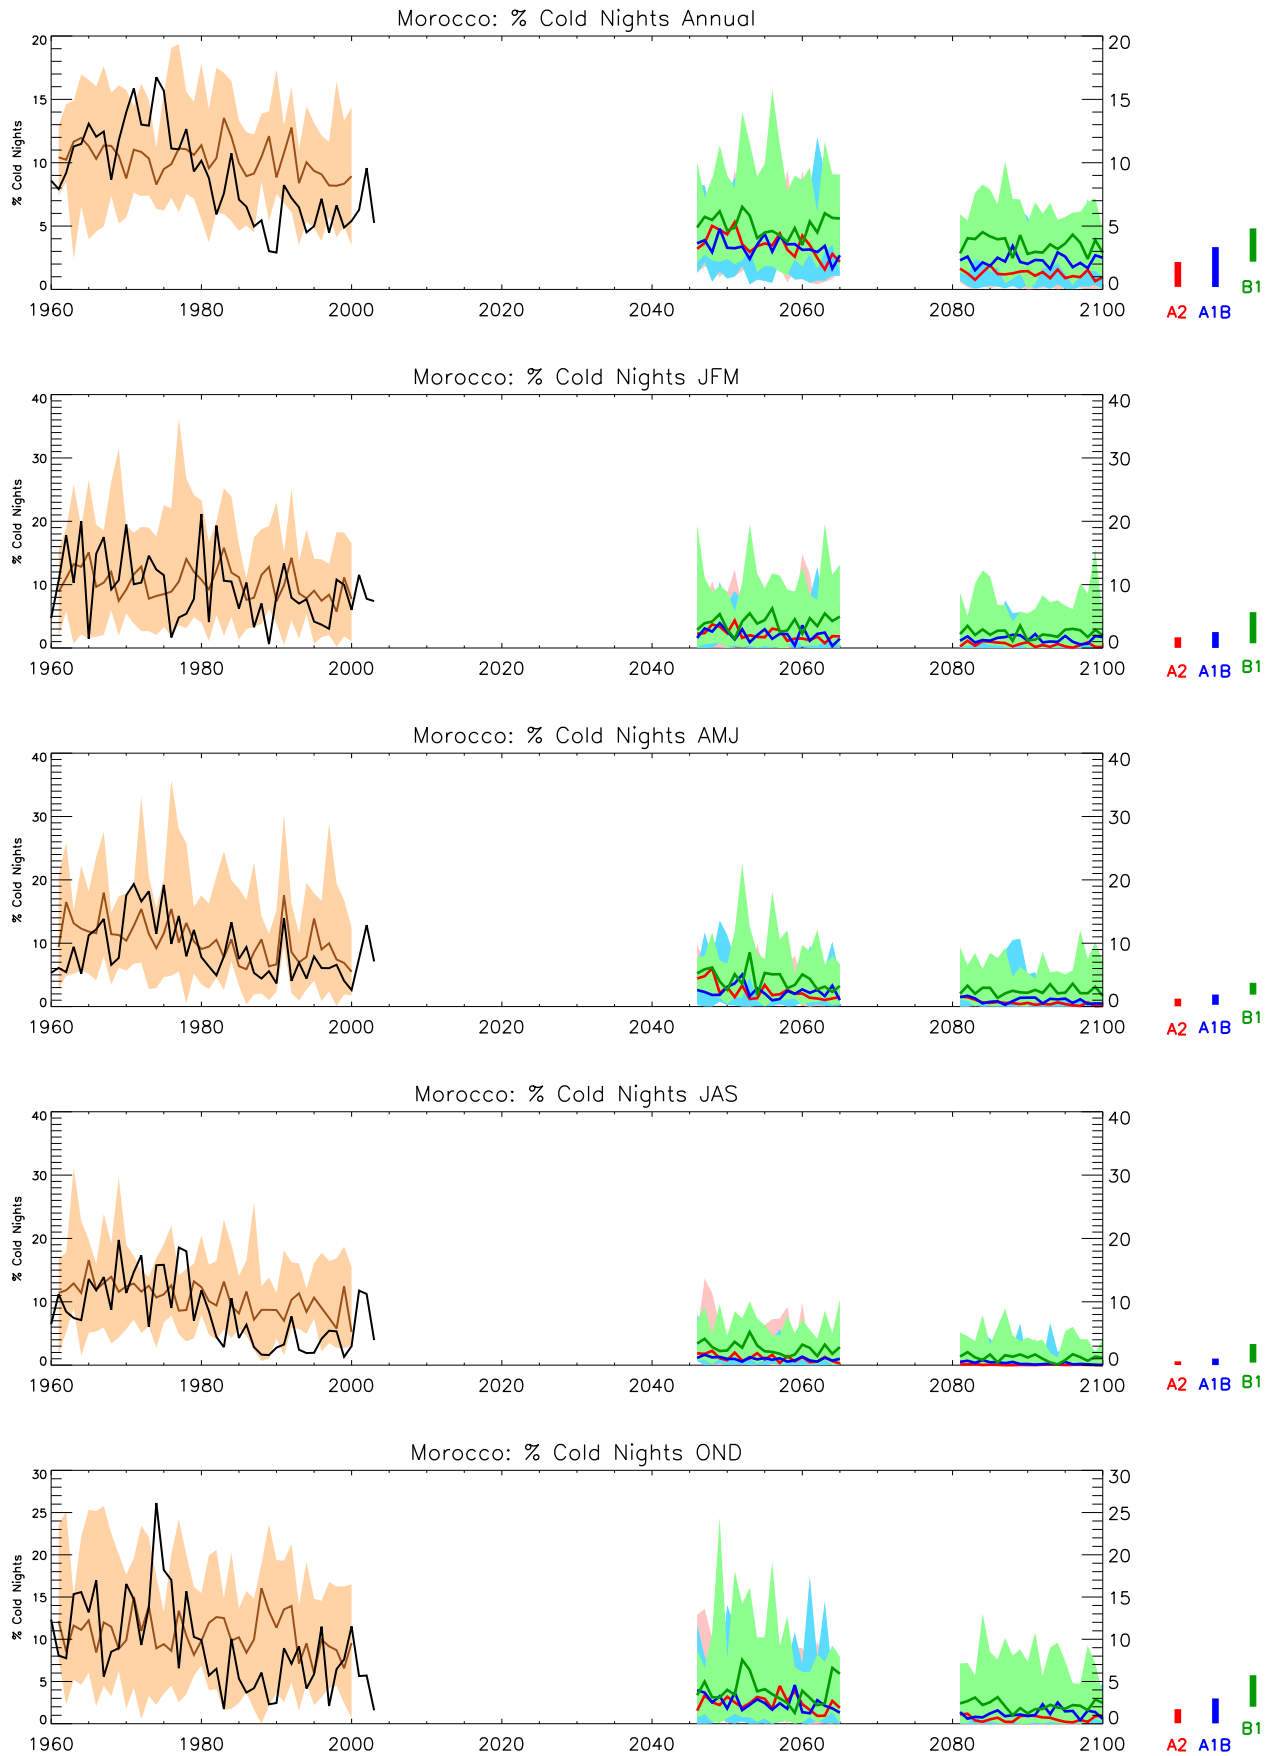 Morocco: % Cold Nights Annual
% Cold Nights
20 15 10 5 0
20 15 10 5 0
1960 1980 2000 2020 2040 2060 2080 2100
A2 A1B B1
Morocco: % Cold Nights JFM
% Cold Nights
40 30 20 10 0
40 30 20 10 0
1960 1980 2000 2020 2040 2060 2080 2100
A2 A1B B1
Morocco: % Cold Nights AMJ
% Cold Nights
40 30 20 10 0
40 30 20 10 0
1960 1980 2000 2020 2040 2060 2080 2100
A2 A1B B1
Morocco: % Cold Nights JAS
% Cold Nights
40 30 20 10 0
40 30 20 10 0
1960 1980 2000 2020 2040 2060 2080 2100
A2 A1B B1
Morocco: % Cold Nights OND
% Cold Nights
30 25 20 15 10 5 0
30 25 20 15 10 5 0
1960 1980 2000 2020 2040 2060 2080 2100
A2 A1B B1